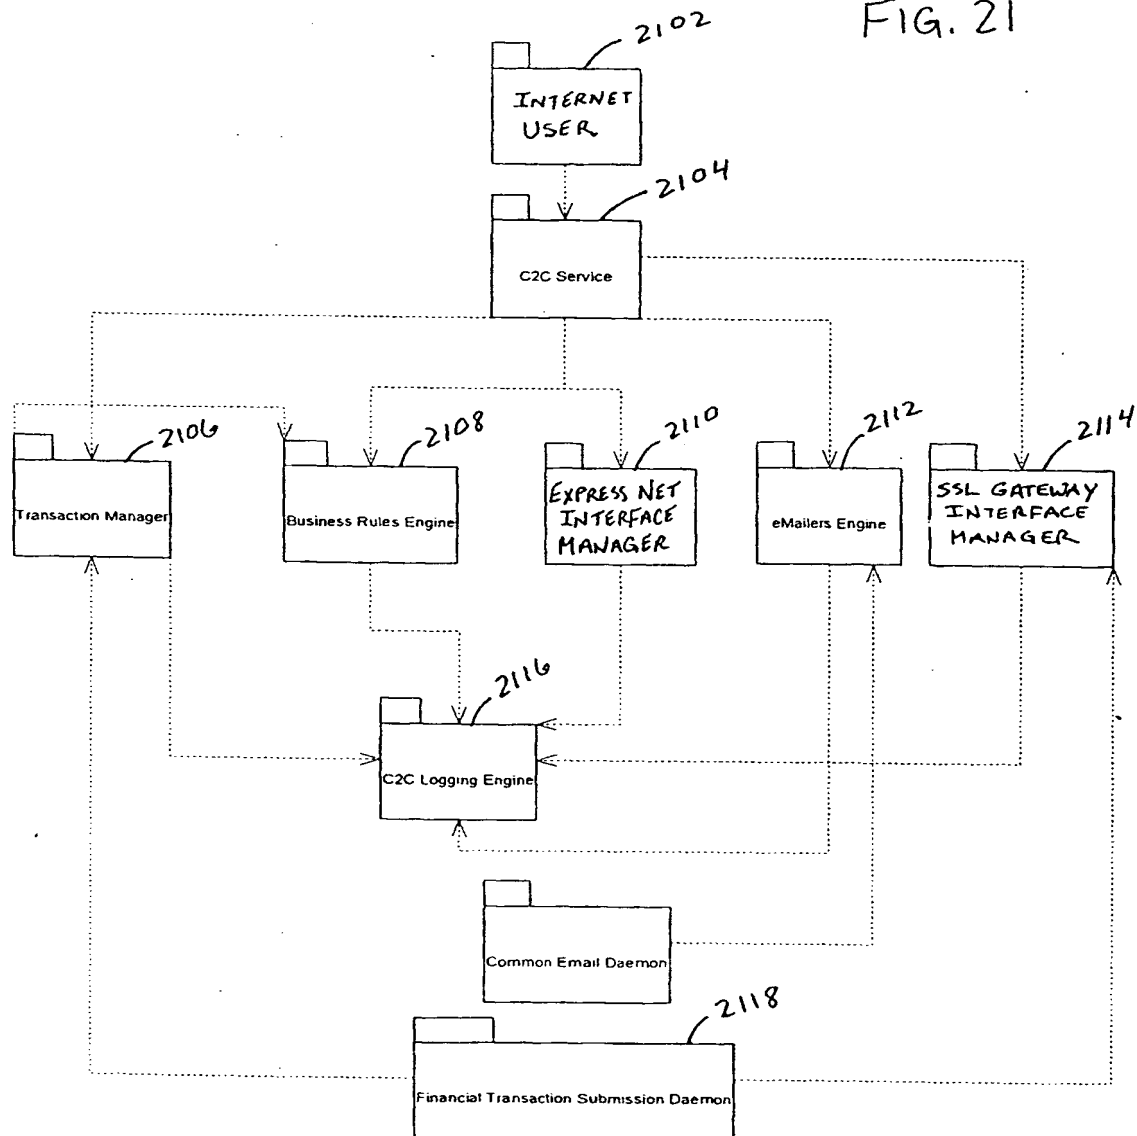 FIG. 21
2102
INTERNET
USER
2104
C2C Service
2106
2108
2110
2112
2114
Transaction Manager
Business Rules Engine
EXPRESS NET
INTERFACE
MANAGER
eMailers Engine
SSL GATEWAY
INTERFACE
MANAGER
2116
C2C Logging Engine
Common Email Daemon
2118
Financial Transaction Submission Daemon